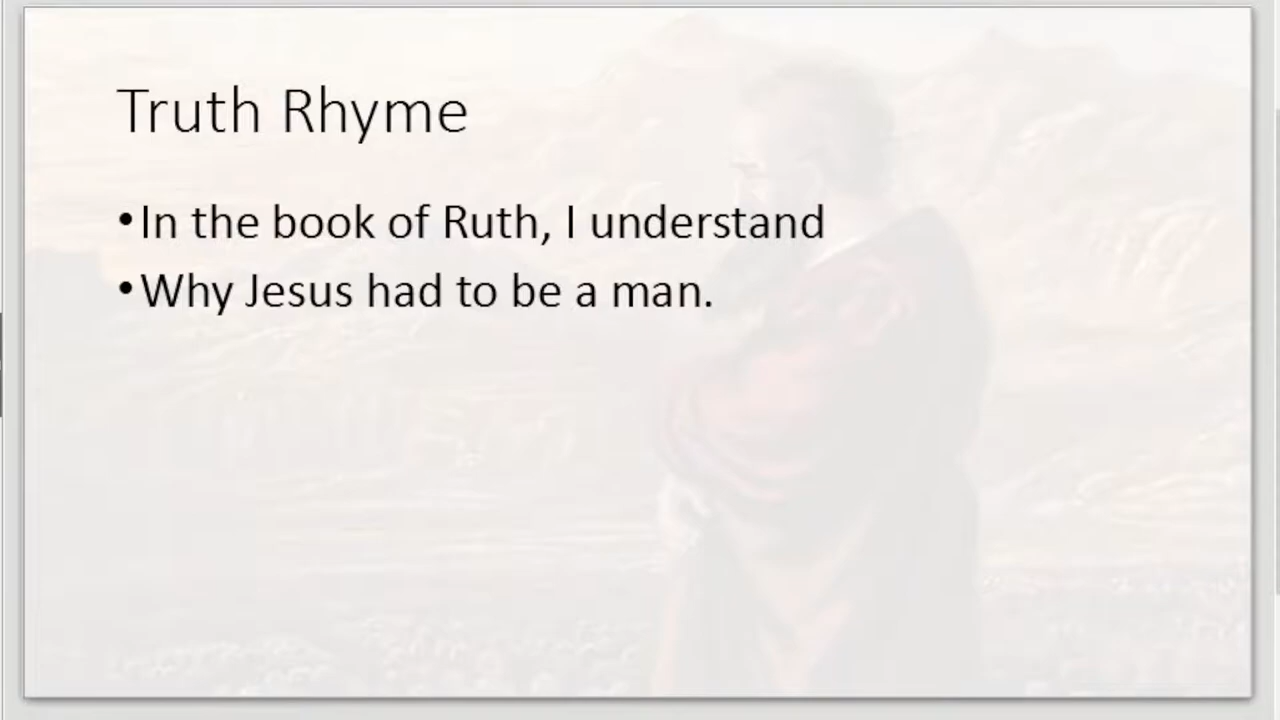 Truth Rhyme
•In the book of Ruth, I understand
•Why Jesus had to be a man.